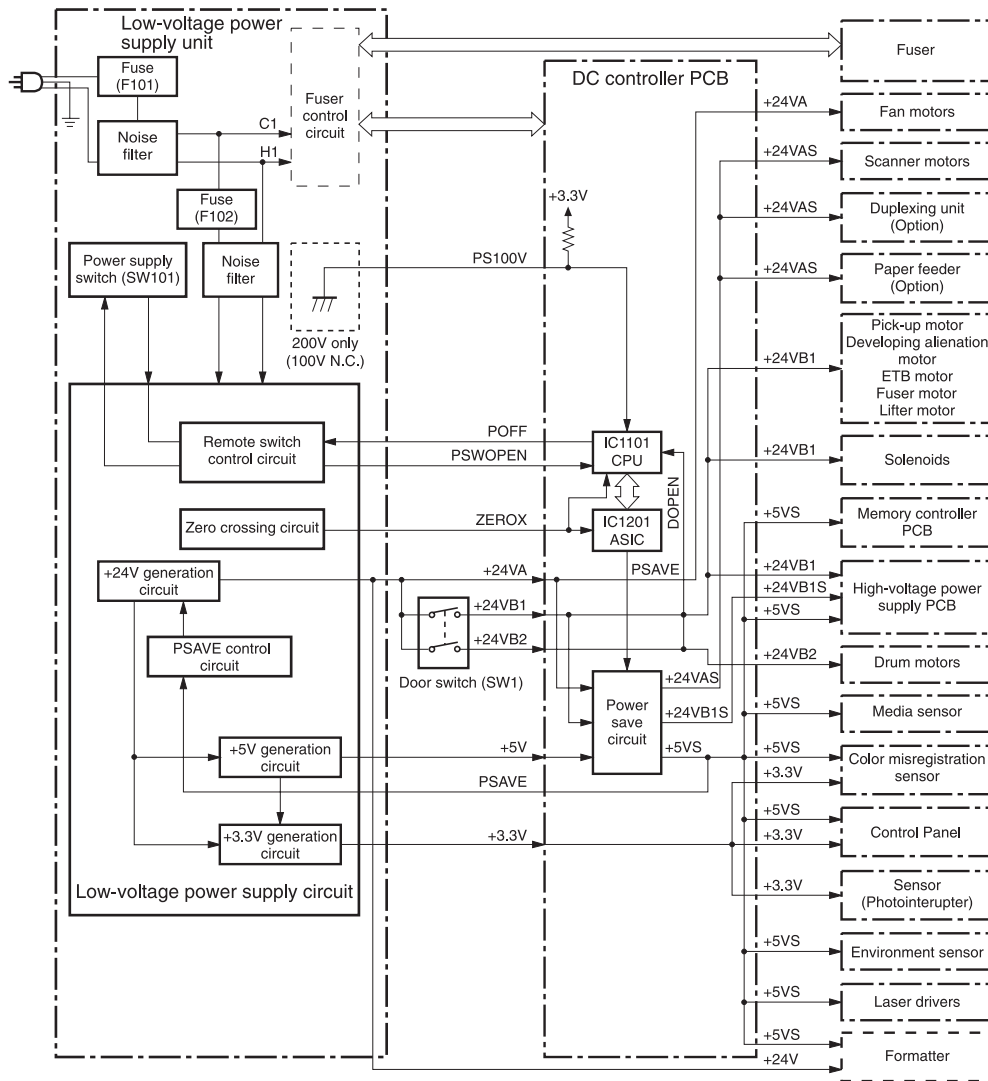 Low-voltage power
supply unit
Fuse
(F101)
Noise
filter
C1
H1
Fuser
control
circuit
Fuse
(F102)
Power supply
switch (SW101)
Noise
filter
200V only
(100V N.C.)
Remote switch
control circuit
Zero crossing circuit
+24V generation
circuit
PSAVE control
circuit
+5V generation
circuit
+3.3V generation
circuit
Low-voltage power supply circuit
DC controller PCB
+3.3V
PS100V
POFF
PSWOPEN
ZEROX
IC1101
CPU
IC1201
ASIC
DOPEN
PSAVE
+24VA
+24VB1
+24VB2
Door switch (SW1)
Power
save
circuit
+24VAS
+24VB1S
+5VS
+5V
PSAVE
+3.3V
Fuser
+24VA
Fan motors
+24VAS
Scanner motors
+24VAS
Duplexing unit
(Option)
+24VAS
Paper feeder
(Option)
+24VB1
Pick-up motor
Developing alienation
motor
ETB motor
Fuser motor
Lifter motor
+24VB1
Solenoids
+5VS
Memory controller
PCB
+24VB1
+24VB1S
+5VS
High-voltage power
supply PCB
+24VB2
Drum motors
+5VS
Media sensor
+5VS
+3.3V
Color misregistration
sensor
+5VS
+3.3V
Control Panel
+3.3V
Sensor
(Photointerupter)
+5VS
Environment sensor
+5VS
Laser drivers
+5VS
+24V
Formatter